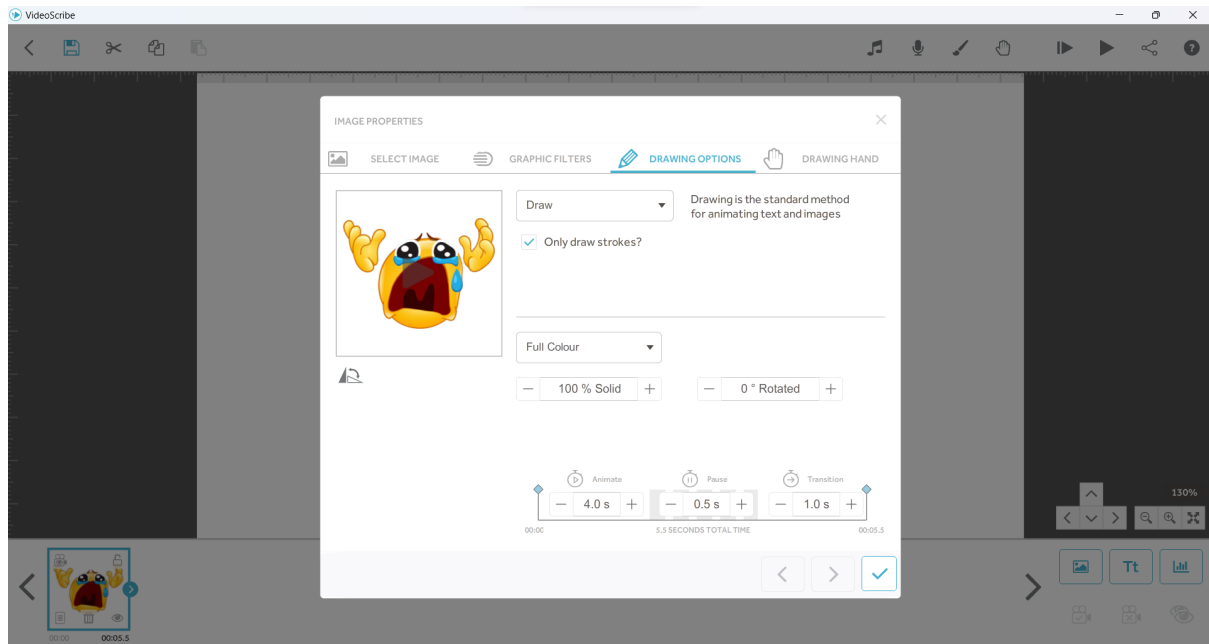 VideoScribe
IMAGE PROPERTIES
SELECT IMAGE
GRAPHIC FILTERS
DRAWING OPTIONS
DRAWING HAND
Draw
Drawing is the standard method
for animating text and images
Only draw strokes?
Full Colour
100 % Solid
0 ° Rotated
Animate
Pause
Transition
4.0 s
0.5 s
1.0 s
00:00
5.5 SECONDS TOTAL TIME
00:05.5
130%
Tt
00:00
00:05.5